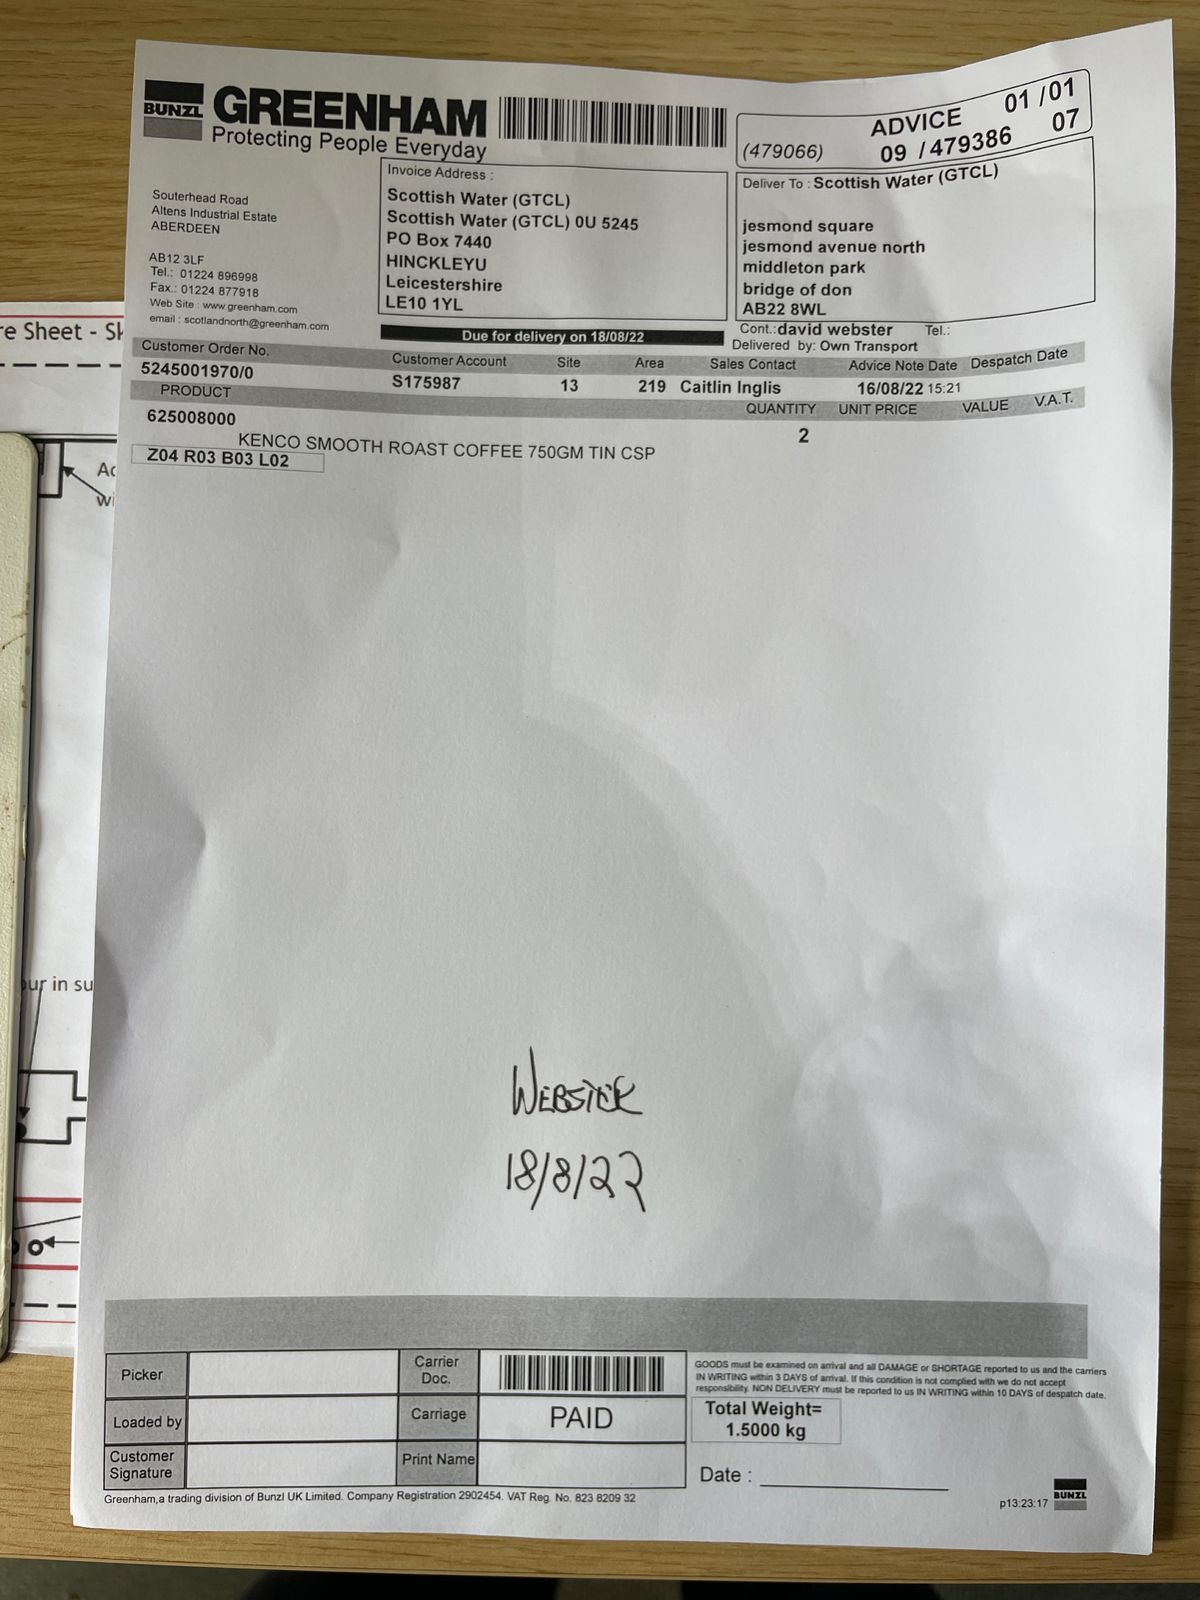 BUNZL
GREENHAM
Protecting People Everyday
ADVICE 01 /01
(479066) 09 /479386 07
Souterhead Road
Altens Industrial Estate
ABERDEEN
AB12 3LF
Tel.: 01224 896998
Fax.: 01224 877918
Web Site : www.greenham.com
email : scotlandnorth@greenham.com
Invoice Address :
Scottish Water (GTCL)
Scottish Water (GTCL) 0U 5245
PO Box 7440
HINCKLEYU
Leicestershire
LE10 1YL
Deliver To : Scottish Water (GTCL)
jesmond square
jesmond avenue north
middleton park
bridge of don
AB22 8WL
Due for delivery on 18/08/22
Cont.:david webster Tel.:
Delivered by: Own Transport
Customer Order No. Customer Account Site Area Sales Contact Advice Note Date Despatch Date
5245001970/0 S175987 13 219 Caitlin Inglis 16/08/22 15:21
PRODUCT QUANTITY UNIT PRICE VALUE V.A.T.
625008000 2
KENCO SMOOTH ROAST COFFEE 750GM TIN CSP
Z04 R03 B03 L02
re Sheet - Sk
Ac
wi
our in su
WEBSTER
18/8/22
Picker
Carrier
Doc.
Loaded by
Carriage
PAID
Customer
Signature
Print Name
GOODS must be examined on arrival and all DAMAGE or SHORTAGE reported to us and the carriers
IN WRITING within 3 DAYS of arrival. If this condition is not complied with we do not accept
responsibility. NON DELIVERY must be reported to us IN WRITING within 10 DAYS of despatch date.
Total Weight=
1.5000 kg
Date :
Greenham,a trading division of Bunzl UK Limited. Company Registration 2902454. VAT Reg. No. 823 8209 32
p13:23:17
BUNZL